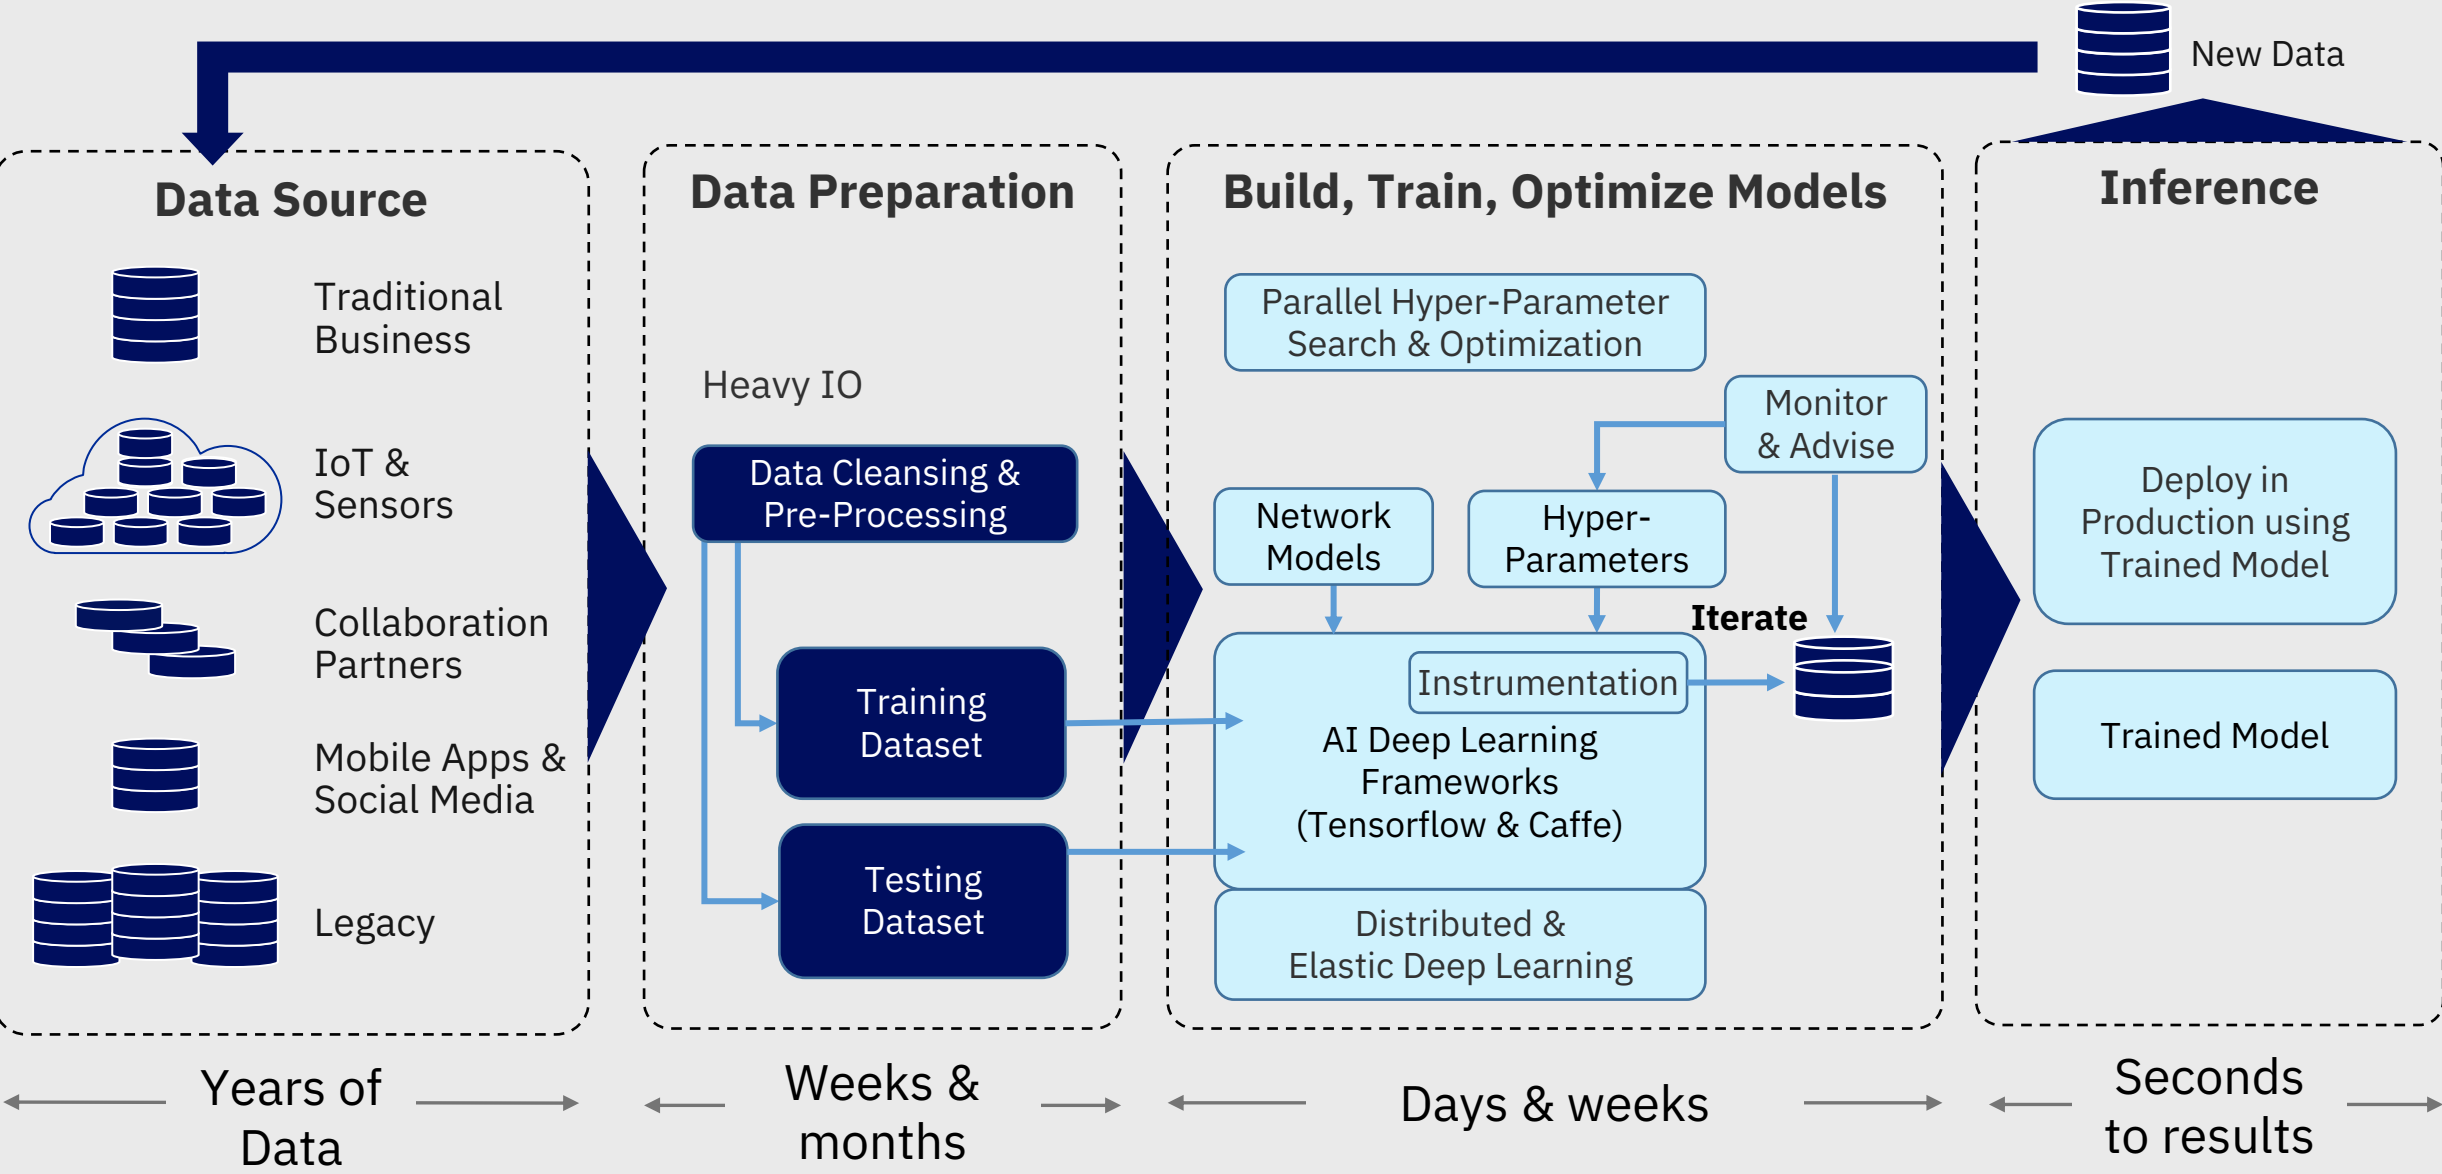 New Data
Data Source
Traditional
Business
IoT &
Sensors
Collaboration
Partners
Mobile Apps &
Social Media
Legacy
Years of
Data
Data Preparation
Heavy IO
Data Cleansing &
Pre-Processing
Training
Dataset
Testing
Dataset
Weeks &
months
Build, Train, Optimize Models
Parallel Hyper-Parameter
Search & Optimization
Monitor
& Advise
Network
Models
Hyper-
Parameters
Iterate
Instrumentation
AI Deep Learning
Frameworks
(Tensorflow & Caffe)
Distributed &
Elastic Deep Learning
Days & weeks
Inference
Deploy in
Production using
Trained Model
Trained Model
Seconds
to results